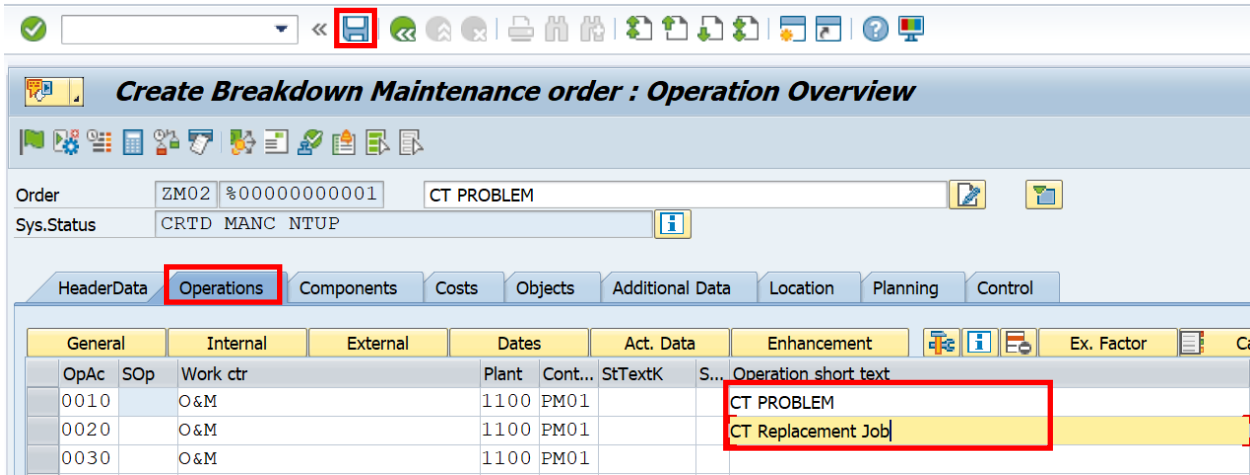 Create Breakdown Maintenance order : Operation Overview
Order ZM02 %00000000001 CT PROBLEM
Sys.Status CRTD MANC NTUP
HeaderData Operations Components Costs Objects Additional Data Location Planning Control
General Internal External Dates Act. Data Enhancement Ex. Factor
OpAc SOp Work ctr Plant Cont... StTextK S... Operation short text
0010 O&M 1100 PM01 CT PROBLEM
0020 O&M 1100 PM01 CT Replacement Job
0030 O&M 1100 PM01